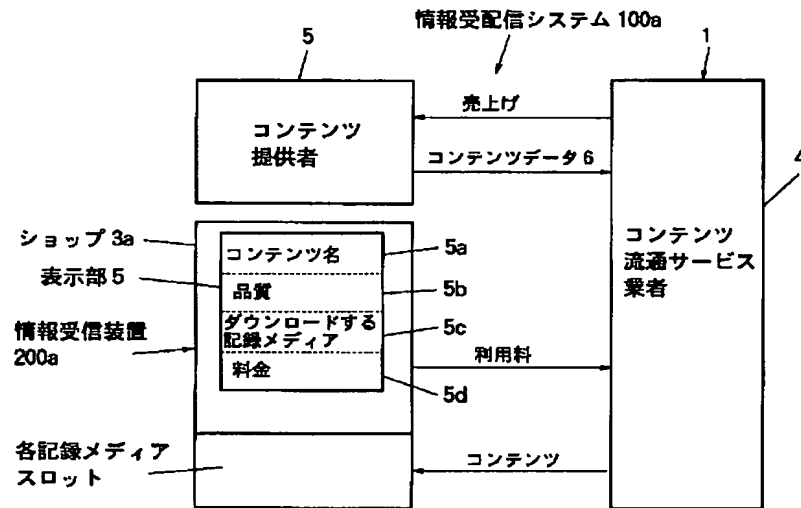 情報受配信システム 100a
5
1
コンテンツ
提供者
売上げ
コンテンツデータ 6
4
ショップ 3a
表示部 5
情報受信装置
200a
コンテンツ名
5a
品質
5b
ダウンロードする
記録メディア
5c
料金
5d
コンテンツ
流通サービス
業者
利用料
各記録メディア
スロット
コンテンツ